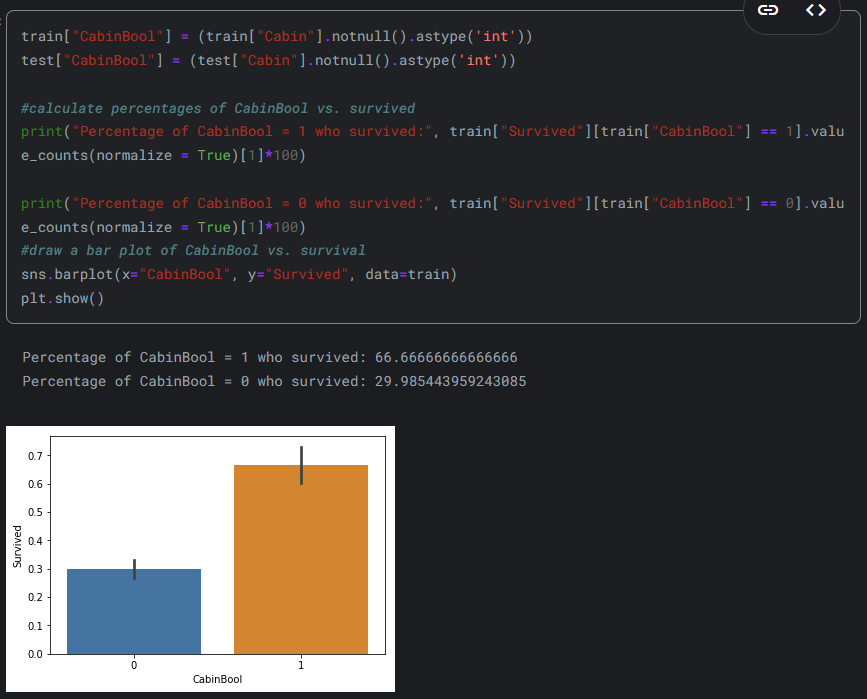 train["CabinBool"] = (train["Cabin"].notnull().astype('int'))
test["CabinBool"] = (test["Cabin"].notnull().astype('int'))
#calculate percentages of CabinBool vs. survived
print("Percentage of CabinBool = 1 who survived:", train["Survived"][train["CabinBool"] == 1].valu
e_counts(normalize = True)[1]*100)
print("Percentage of CabinBool = 0 who survived:", train["Survived"][train["CabinBool"] == 0].valu
e_counts(normalize = True)[1]*100)
#draw a bar plot of CabinBool vs. survival
sns.barplot(x="CabinBool", y="Survived", data=train)
plt.show()
Percentage of CabinBool = 1 who survived: 66.66666666666666
Percentage of CabinBool = 0 who survived: 29.985443959243085
0.7
0.6
0.5
0.4
0.3
0.2
0.1
0.0
Survived
0 1
CabinBool